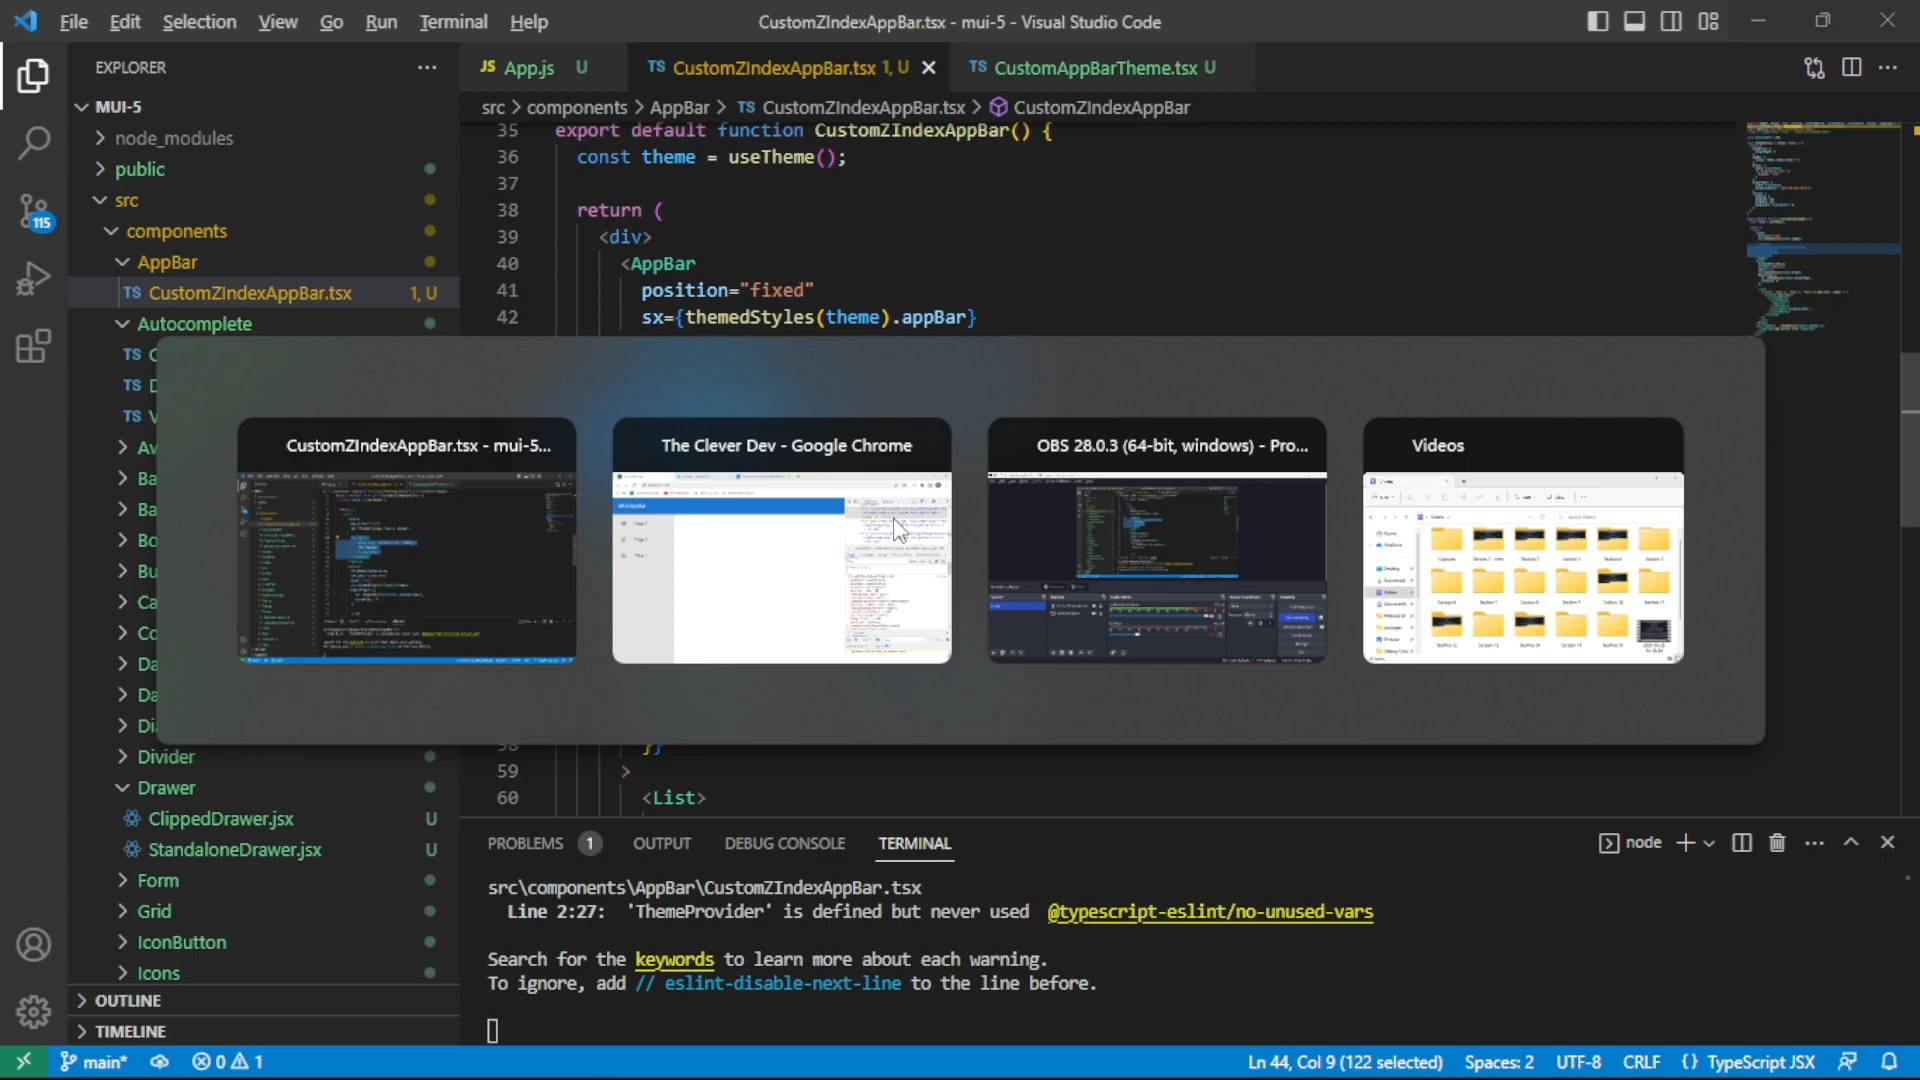 File Edit Selection View Go Run Terminal Help
CustomZIndexAppBar.tsx - mui-5 - Visual Studio Code
EXPLORER
MUI-5
node_modules
public
src
components
AppBar
TS CustomZIndexAppBar.tsx 1, U
Autocomplete
TS
TS
TS
Divider
Drawer
ClippedDrawer.jsx U
StandaloneDrawer.jsx U
Form
Grid
IconButton
Icons
OUTLINE
TIMELINE
115
JS App.js U
TS CustomZIndexAppBar.tsx 1, U
TS CustomAppBarTheme.tsx U
src > components > AppBar > TS CustomZIndexAppBar.tsx > CustomZIndexAppBar
35 export default function CustomZIndexAppBar() {
36 const theme = useTheme();
37
38 return (
39 <div>
40 <AppBar
41 position="fixed"
42 sx={themedStyles(theme).appBar}
CustomZIndexAppBar.tsx - mui-5...
The Clever Dev - Google Chrome
OBS 28.0.3 (64-bit, windows) - Pro...
Videos
58 }}
59 >
60 <List>
PROBLEMS 1 OUTPUT DEBUG CONSOLE TERMINAL
node
src\components\AppBar\CustomZIndexAppBar.tsx
Line 2:27: 'ThemeProvider' is defined but never used @typescript-eslint/no-unused-vars
Search for the keywords to learn more about each warning.
To ignore, add // eslint-disable-next-line to the line before.
main* 0 1
Ln 44, Col 9 (122 selected) Spaces: 2 UTF-8 CRLF {} TypeScript JSX